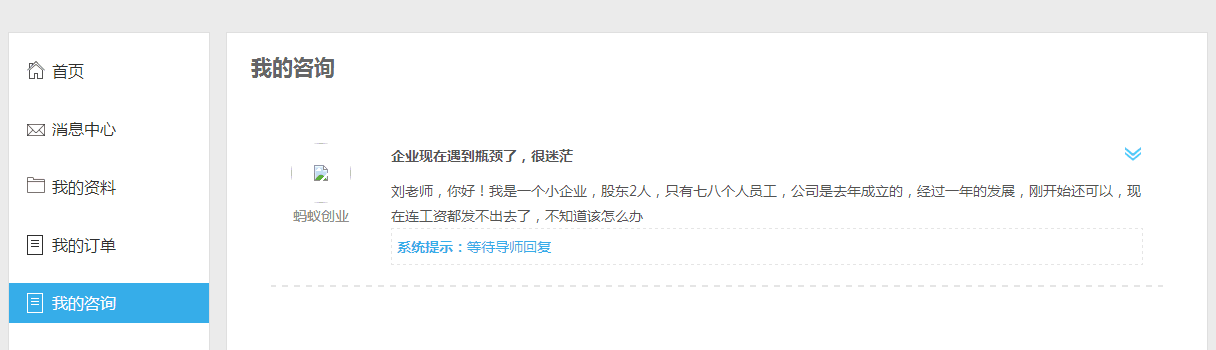 首页
消息中心
我的资料
我的订单
我的咨询
我的咨询
蚂蚁创业
企业现在遇到瓶颈了，很迷茫
刘老师，你好！我是一个小企业，股东2人，只有七八个人员工，公司是去年成立的，经过一年的发展，刚开始还可以，现
在连工资都发不出去了，不知道该怎么办
系统提示：等待导师回复